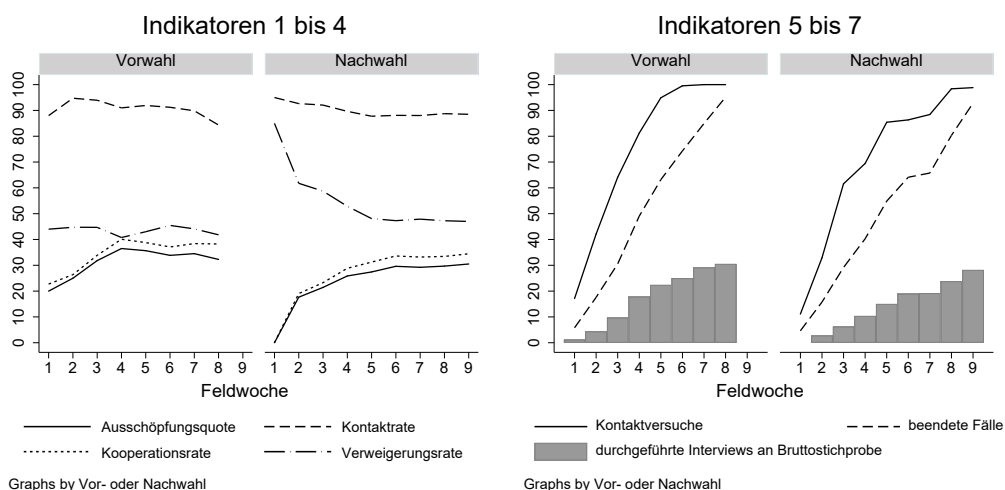 Indikatoren 1 bis 4
Vorwahl Nachwahl
100
90
80
70
60
50
40
30
20
10
0
1 2 3 4 5 6 7 8 9 1 2 3 4 5 6 7 8 9
Feldwoche
Ausschöpfungsquote Kontaktrate
Kooperationsrate Verweigerungsrate
Graphs by Vor- oder Nachwahl
Indikatoren 5 bis 7
Vorwahl Nachwahl
100
90
80
70
60
50
40
30
20
10
0
1 2 3 4 5 6 7 8 9 1 2 3 4 5 6 7 8 9
Feldwoche
Kontaktversuche beendete Fälle
durchgeführte Interviews an Bruttostichprobe
Graphs by Vor- oder Nachwahl